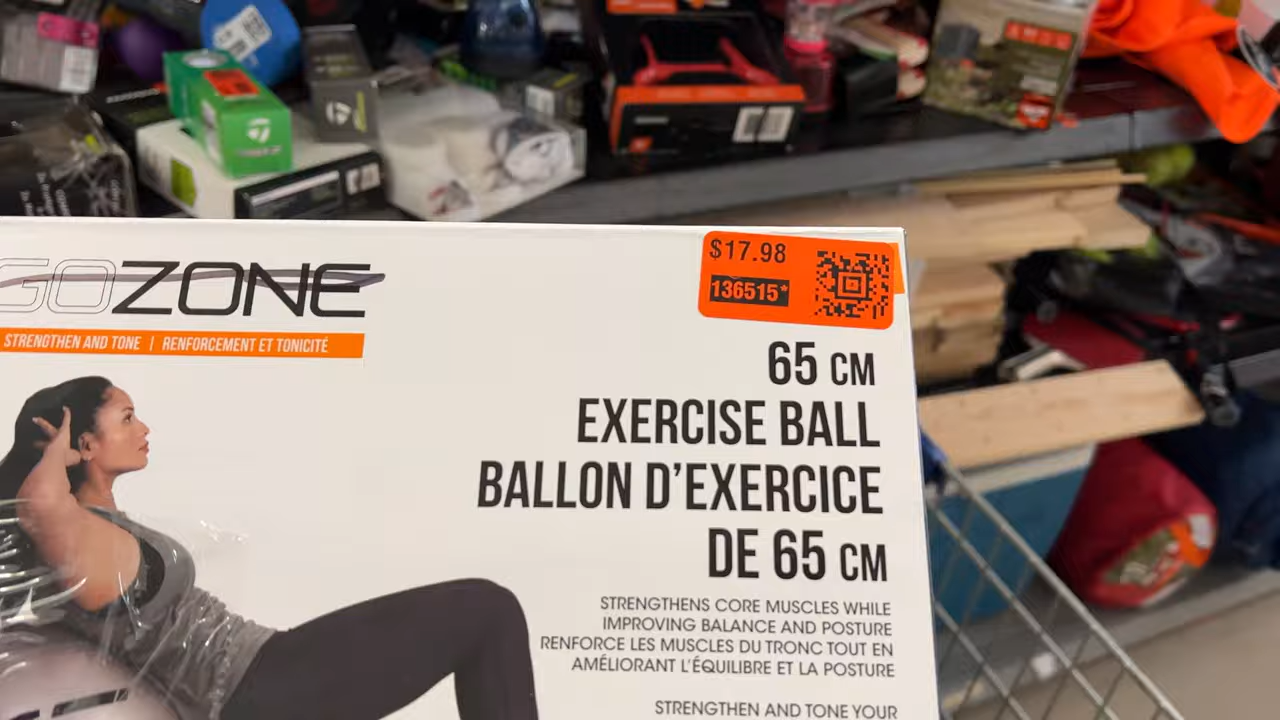 GOZONE
STRENGTHEN AND TONE | RENFORCEMENT ET TONICITÉ
$17.98
136515*
65 CM
EXERCISE BALL
BALLON D'EXERCICE
DE 65 CM
STRENGTHENS CORE MUSCLES WHILE
IMPROVING BALANCE AND POSTURE
RENFORCE LES MUSCLES DU TRONC TOUT EN
AMÉLIORANT L'ÉQUILIBRE ET LA POSTURE
STRENGTHEN AND TONE YOUR